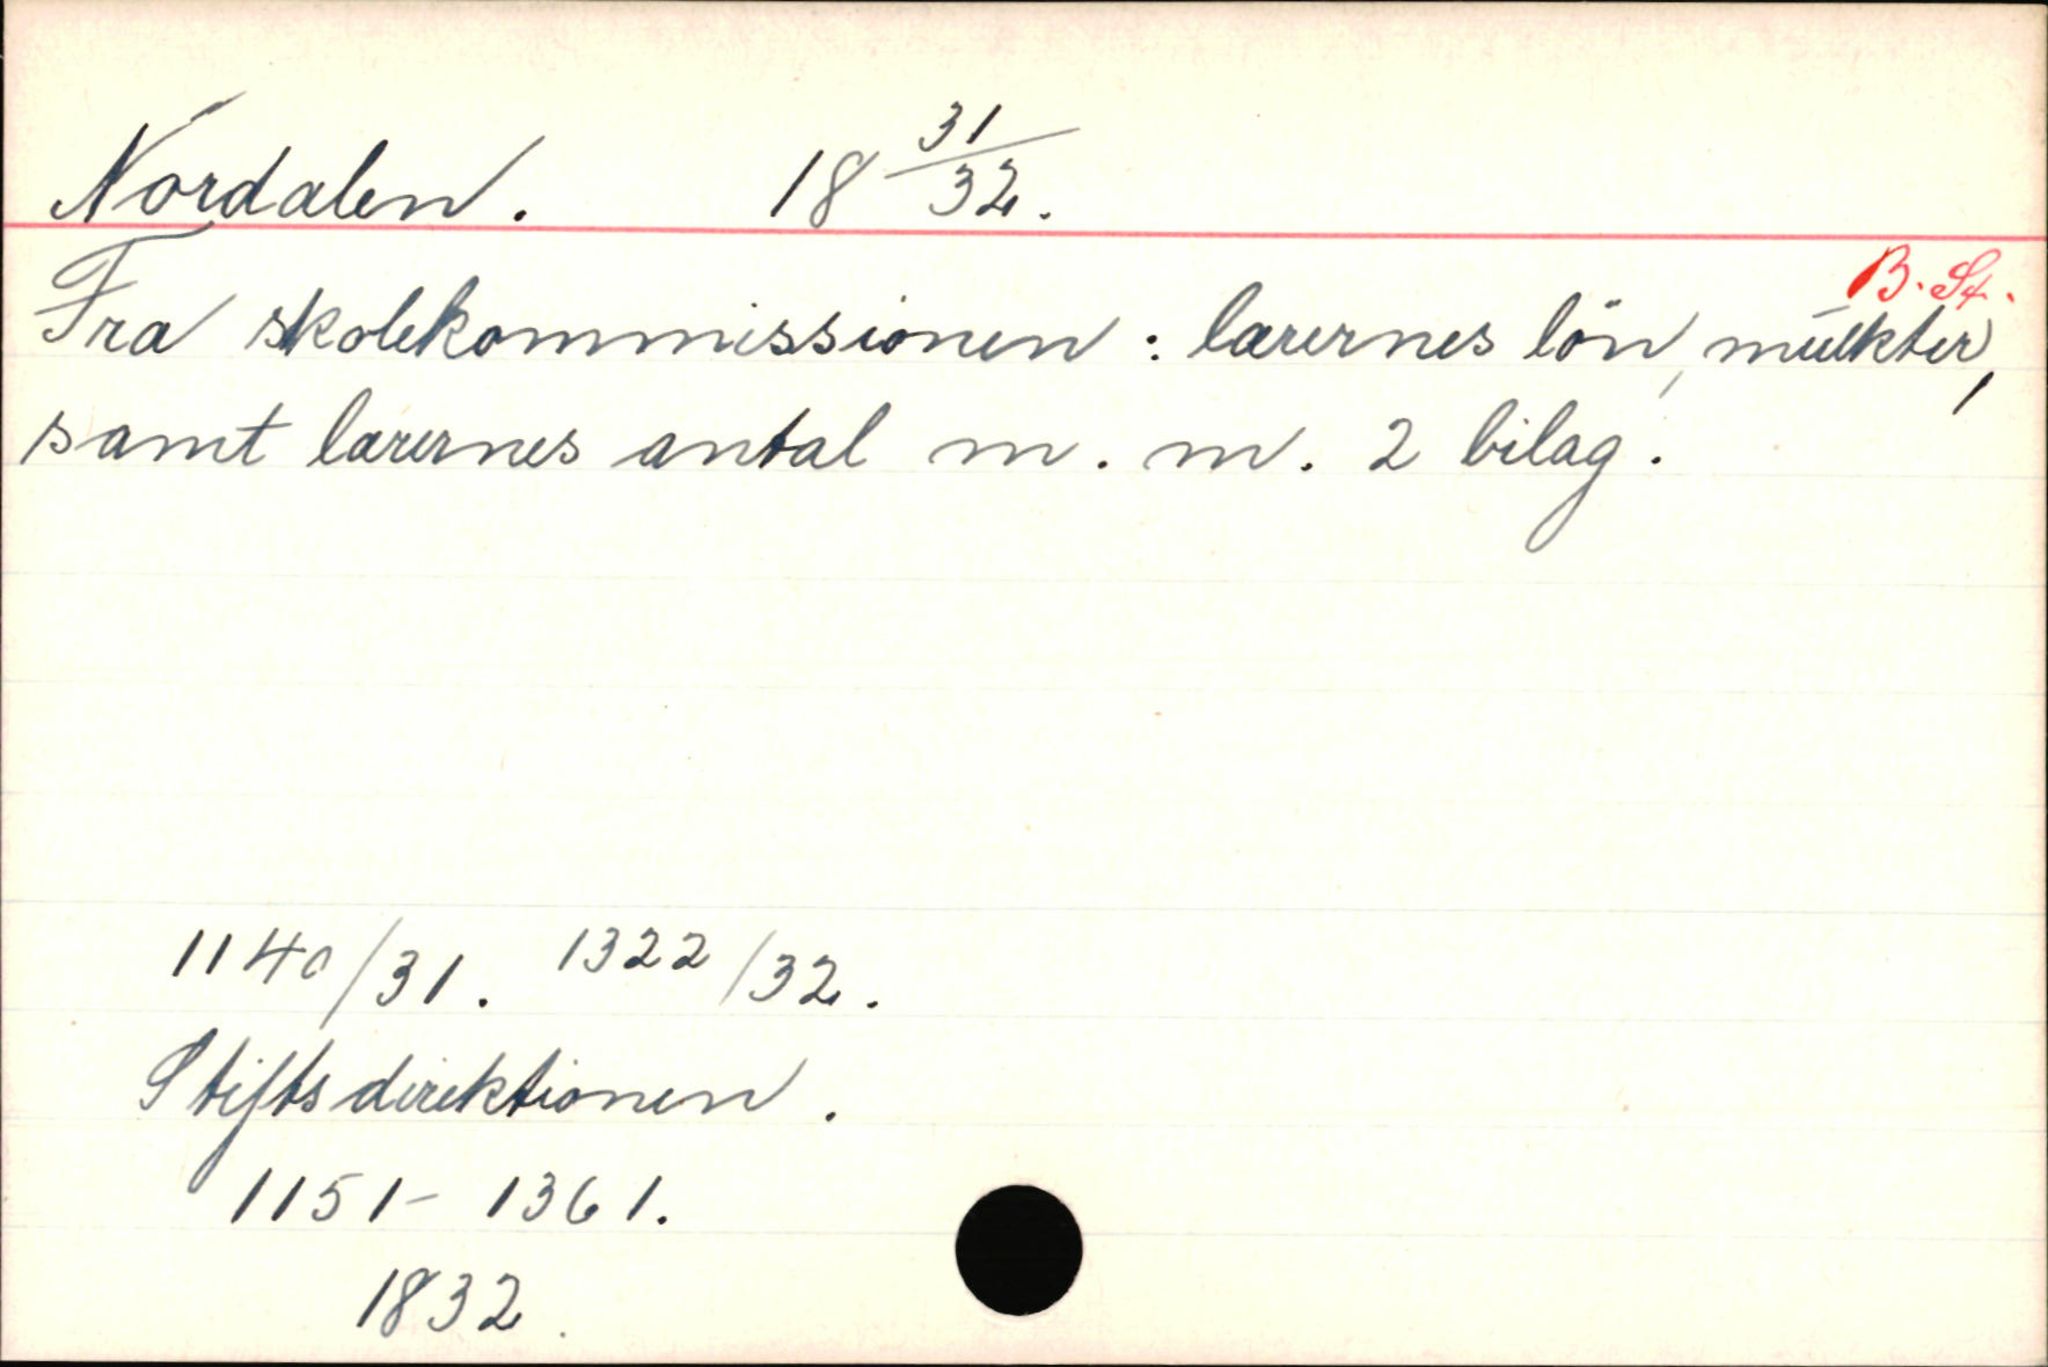 Nordalen. 18 31/32.
B. St.
Fra skolekommissionen: lærernes lön, mulkter,
samt lærernes antal m. m. 2 bilag.
1140/31. 1322/32.
Stiftsdirektionen.
1151 - 1361.
1832.